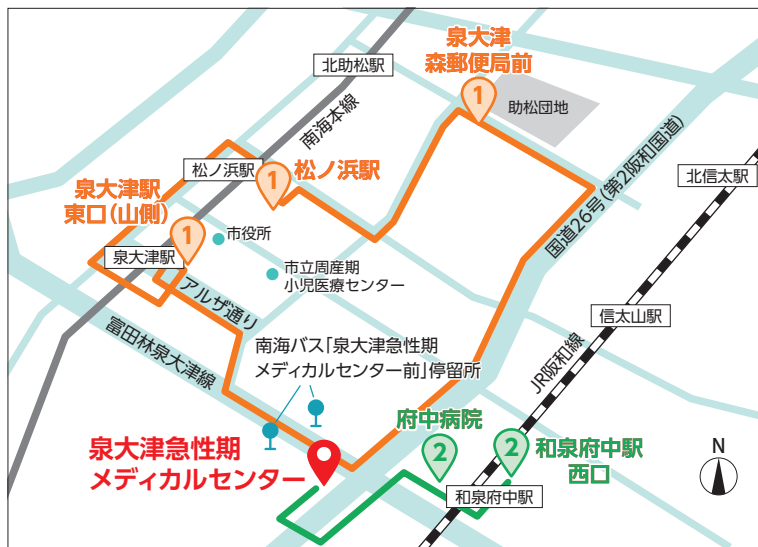 泉大津
森郵便局前
1
北助松駅
助松団地
南海本線
国道26号(第2阪和国道)
松ノ浜駅
1
松ノ浜駅
北信太駅
泉大津駅
東口(山側)
1
市役所
泉大津駅
市立周産期
小児医療センター
アルザ通り
信太山駅
富田林泉大津線
南海バス「泉大津急性期
メディカルセンター前」停留所
JR阪和線
府中病院
2
泉大津急性期
メディカルセンター
2
和泉府中駅
西口
和泉府中駅
N